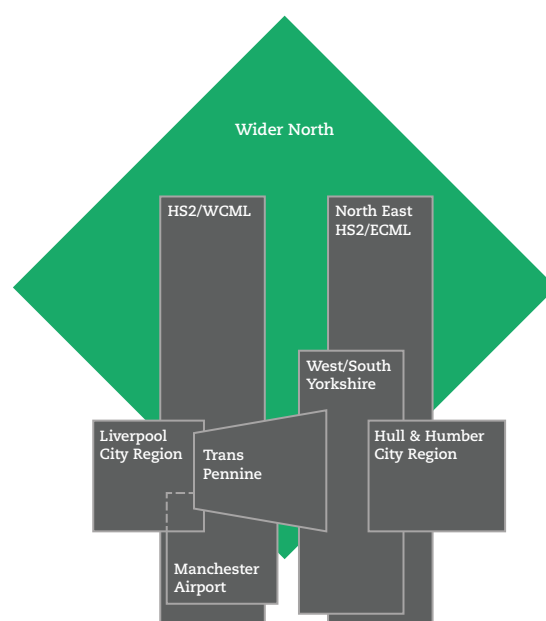 Wider North
HS2/WCML
North East
HS2/ECML
West/South
Yorkshire
Liverpool
City Region
Trans
Pennine
Hull & Humber
City Region
Manchester
Airport